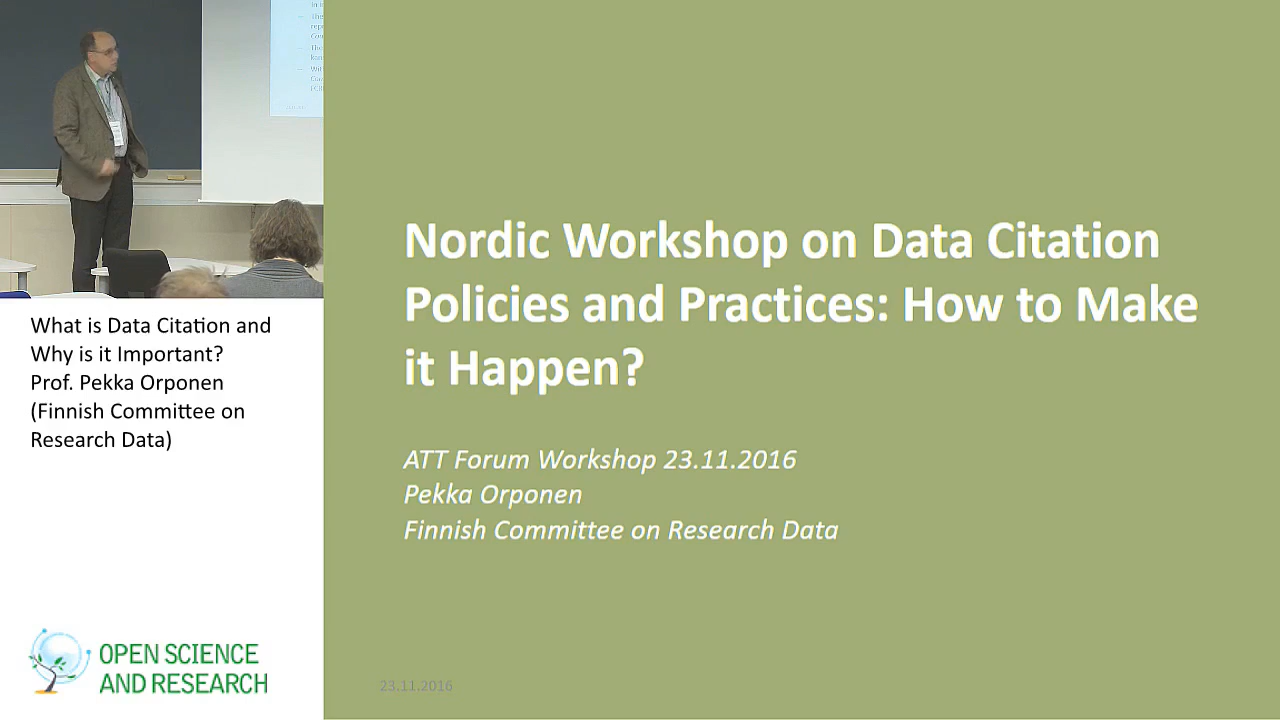 What is Data Citation and
Why is it Important?
Prof. Pekka Orponen
(Finnish Committee on
Research Data)
OPEN SCIENCE
AND RESEARCH
Nordic Workshop on Data Citation
Policies and Practices: How to Make
it Happen?
ATT Forum Workshop 23.11.2016
Pekka Orponen
Finnish Committee on Research Data
23.11.2016